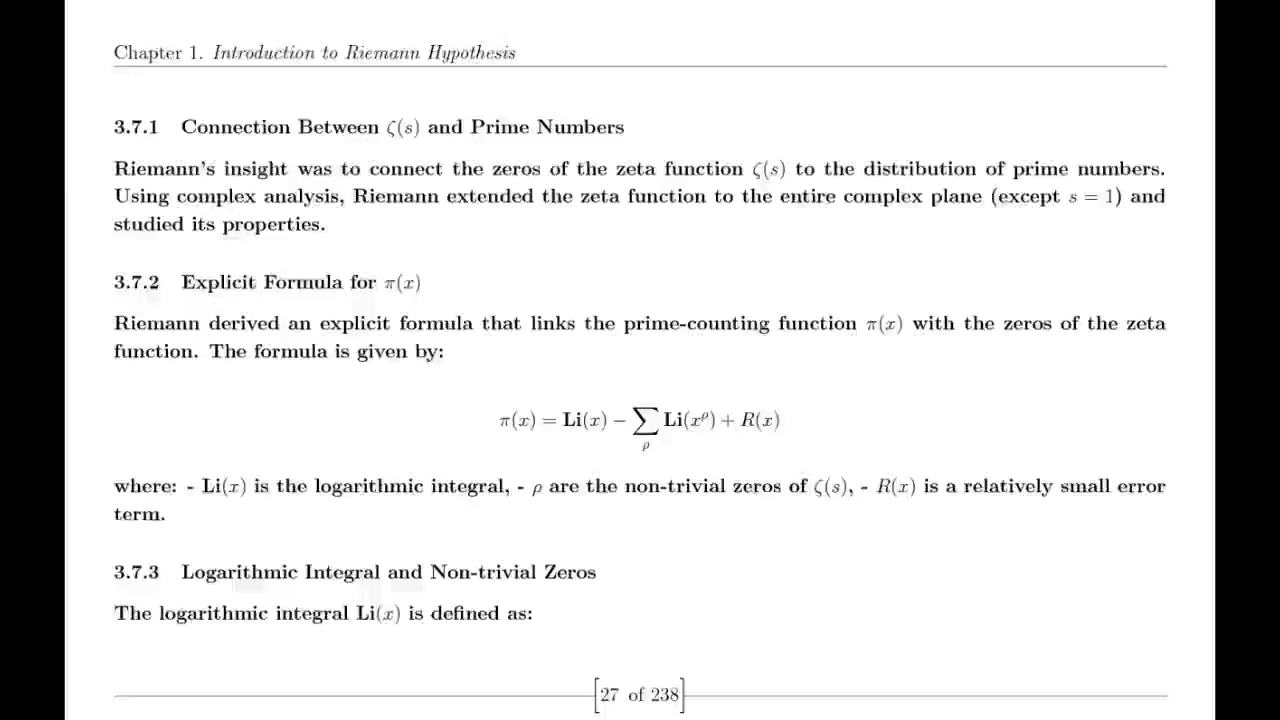 Chapter 1. Introduction to Riemann Hypothesis
3.7.1 Connection Between ζ(s) and Prime Numbers
Riemann's insight was to connect the zeros of the zeta function ζ(s) to the distribution of prime numbers.
Using complex analysis, Riemann extended the zeta function to the entire complex plane (except s = 1) and
studied its properties.
3.7.2 Explicit Formula for π(x)
Riemann derived an explicit formula that links the prime-counting function π(x) with the zeros of the zeta
function. The formula is given by:
π(x) = Li(x) − ∑ Li(x^ρ) + R(x)
ρ
where: - Li(x) is the logarithmic integral, - ρ are the non-trivial zeros of ζ(s), - R(x) is a relatively small error
term.
3.7.3 Logarithmic Integral and Non-trivial Zeros
The logarithmic integral Li(x) is defined as:
[27 of 238]